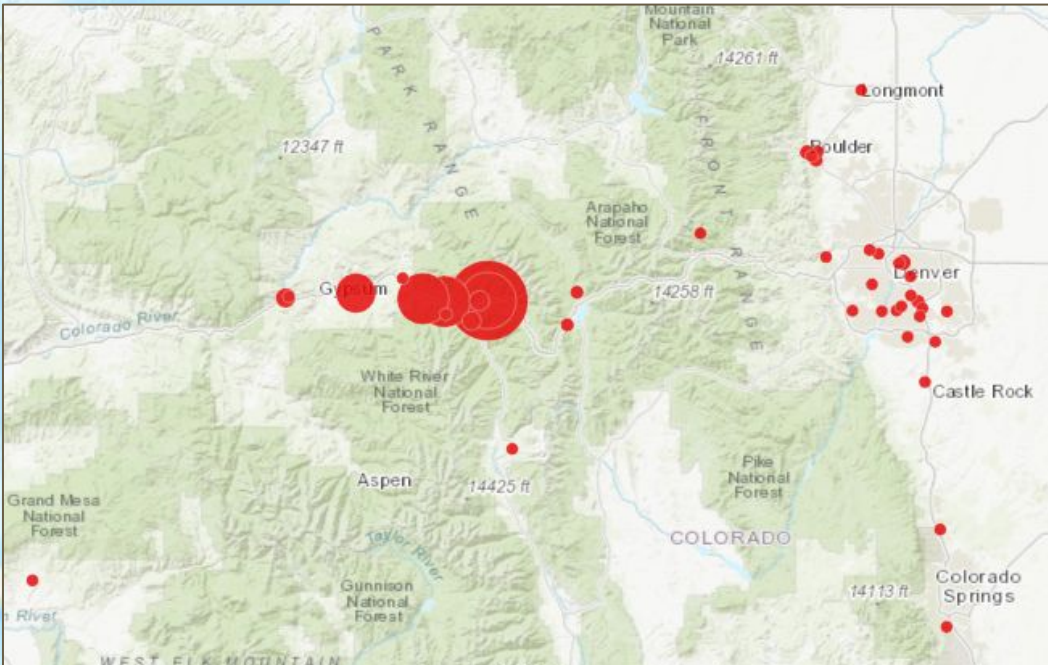 Mountain
National
Park
14261 ft
PARK RANGE
Longmont
12347 ft
Boulder
FRONT RANGE
Arapaho
National
Forest
Denver
Gypsum
14258 ft
Colorado River
White River
National
Forest
Castle Rock
Aspen
14425 ft
Pike
National
Forest
Grand Mesa
National
Forest
COLORADO
Taylor River
Colorado
Springs
Gunnison
National
Forest
14113 ft
River
WEST ELK MOUNTAIN